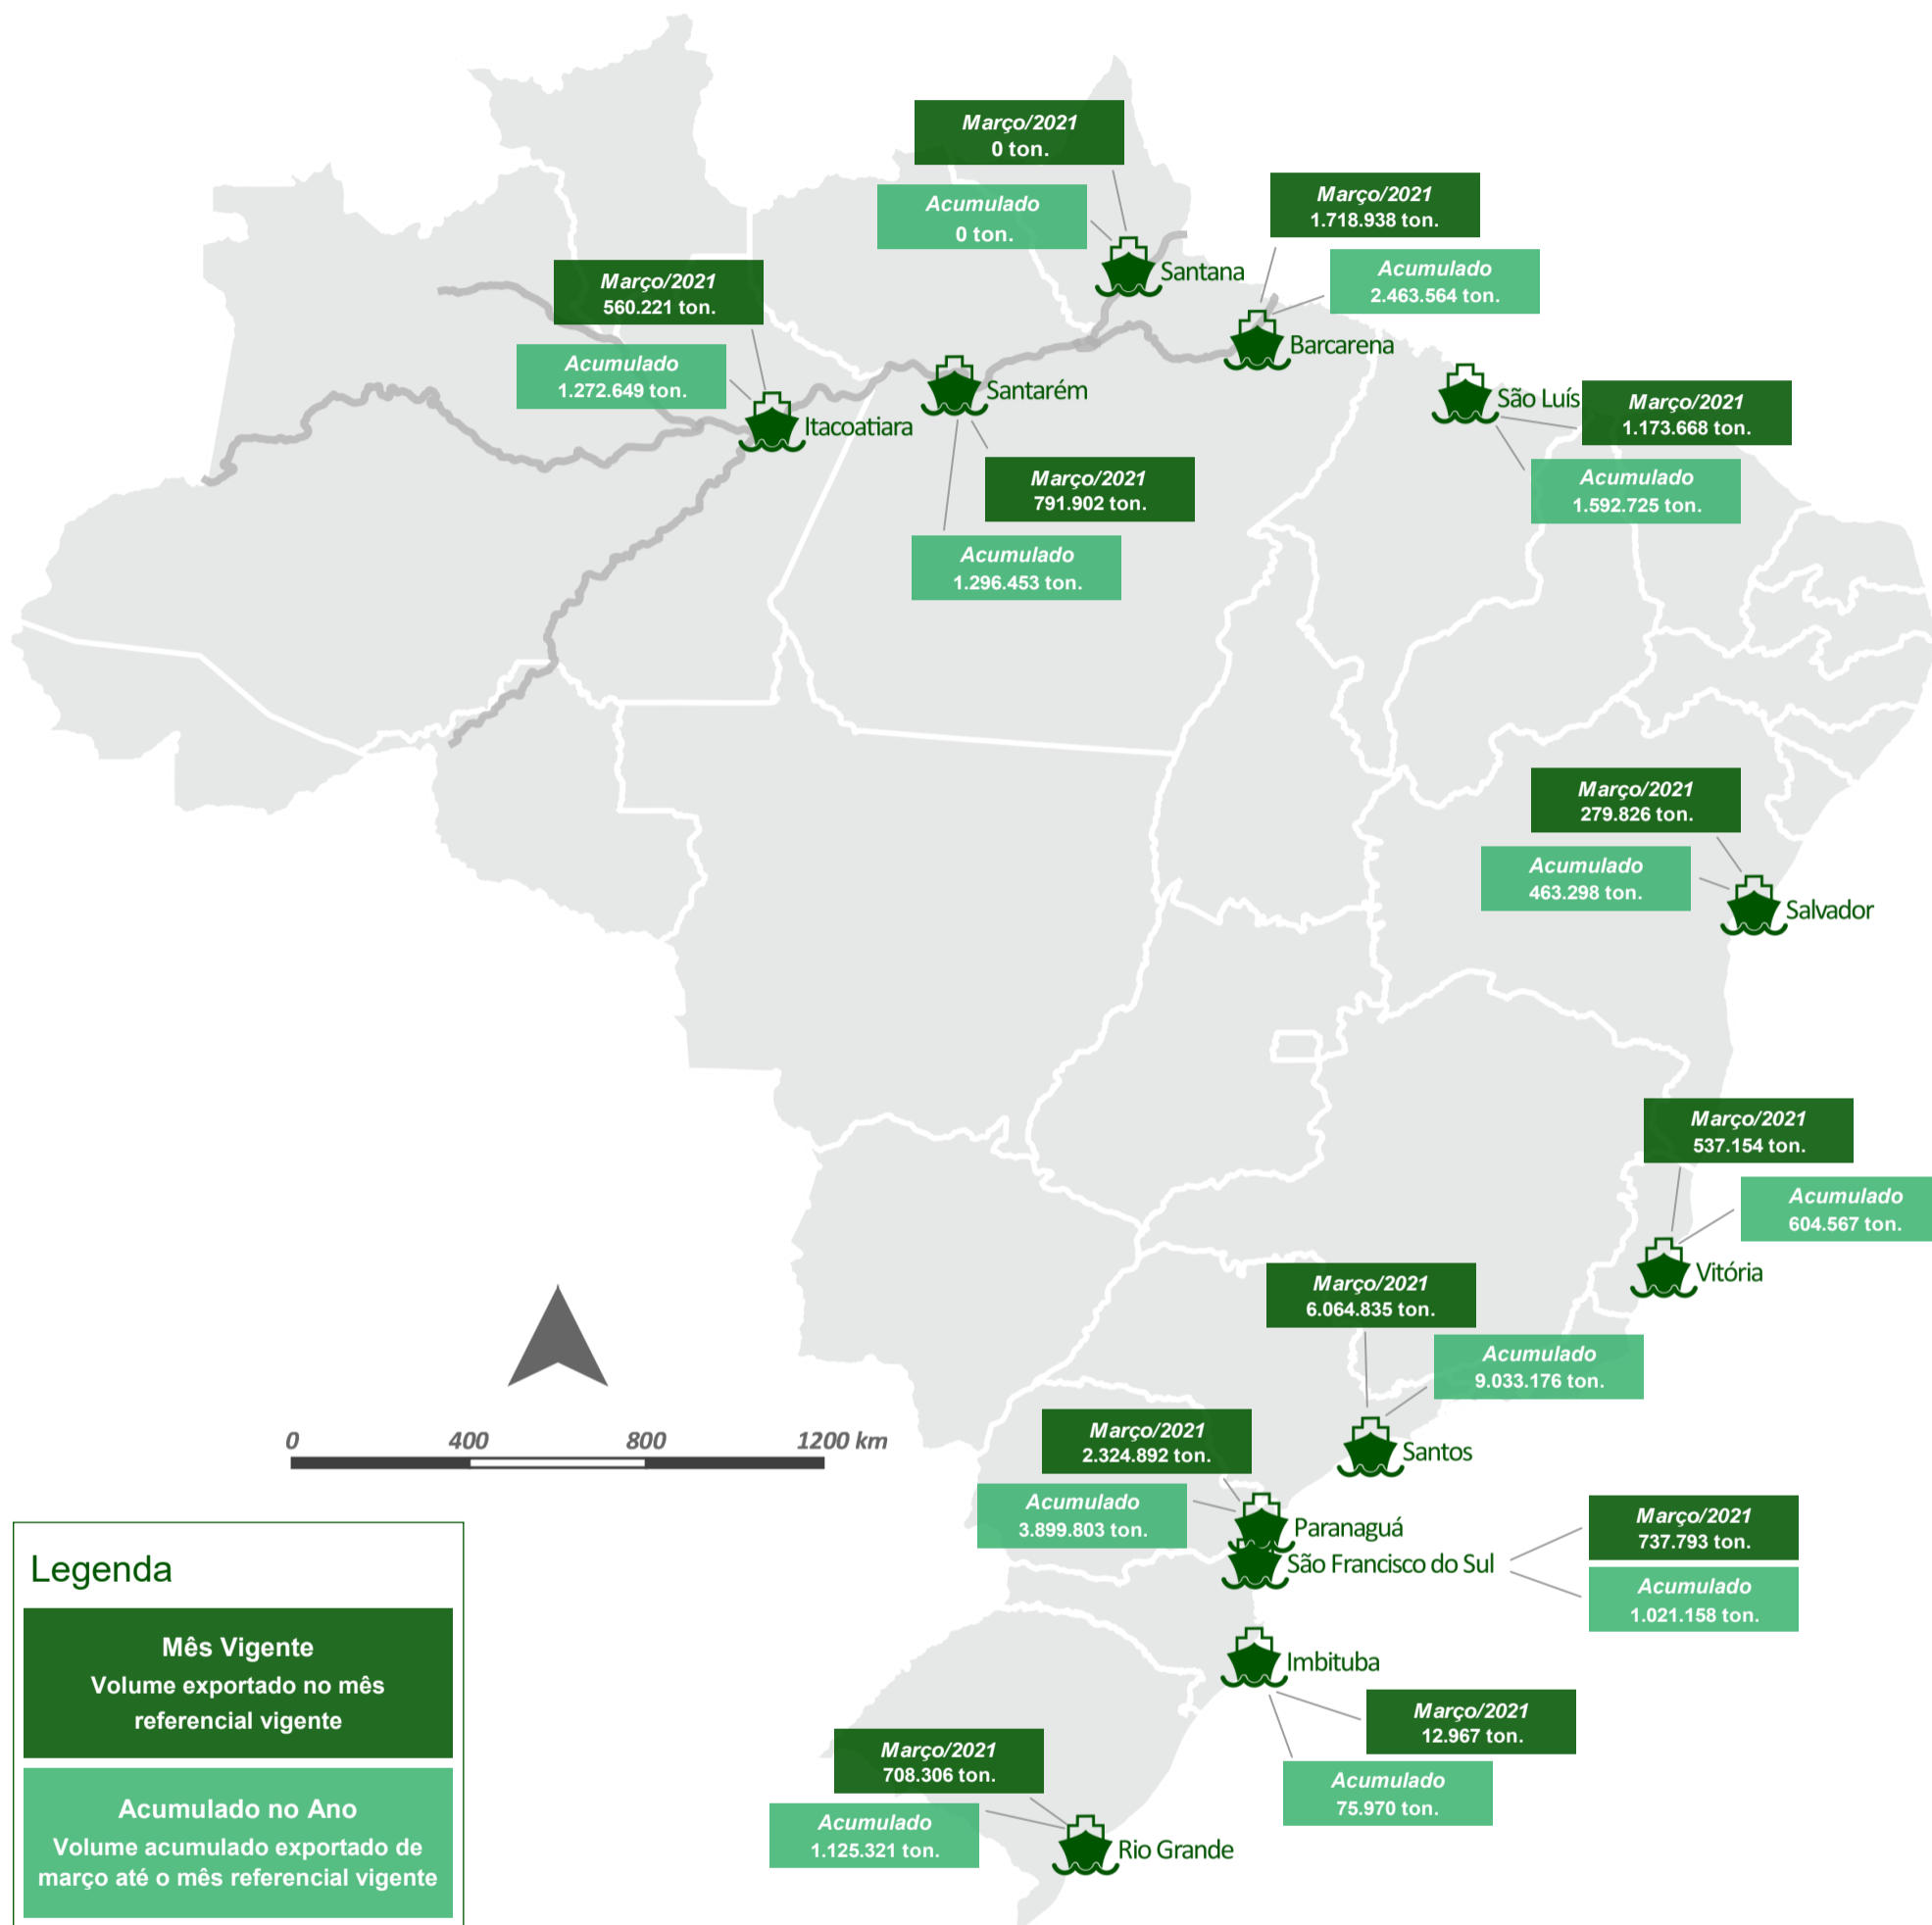 Março/2021
0 ton.
Acumulado
0 ton.
Santana
Março/2021
1.718.938 ton.
Acumulado
2.463.564 ton.
Barcarena
Março/2021
560.221 ton.
Acumulado
1.272.649 ton.
Itacoatiara
Santarém
Março/2021
791.902 ton.
Acumulado
1.296.453 ton.
São Luís
Março/2021
1.173.668 ton.
Acumulado
1.592.725 ton.
Março/2021
279.826 ton.
Acumulado
463.298 ton.
Salvador
Março/2021
537.154 ton.
Acumulado
604.567 ton.
Vitória
Março/2021
6.064.835 ton.
Acumulado
9.033.176 ton.
Santos
Março/2021
2.324.892 ton.
Acumulado
3.899.803 ton.
Paranaguá
São Francisco do Sul
Março/2021
737.793 ton.
Acumulado
1.021.158 ton.
Imbituba
Março/2021
12.967 ton.
Acumulado
75.970 ton.
Março/2021
708.306 ton.
Acumulado
1.125.321 ton.
Rio Grande
0 400 800 1200 km
Legenda
Mês Vigente
Volume exportado no mês
referencial vigente
Acumulado no Ano
Volume acumulado exportado de
março até o mês referencial vigente